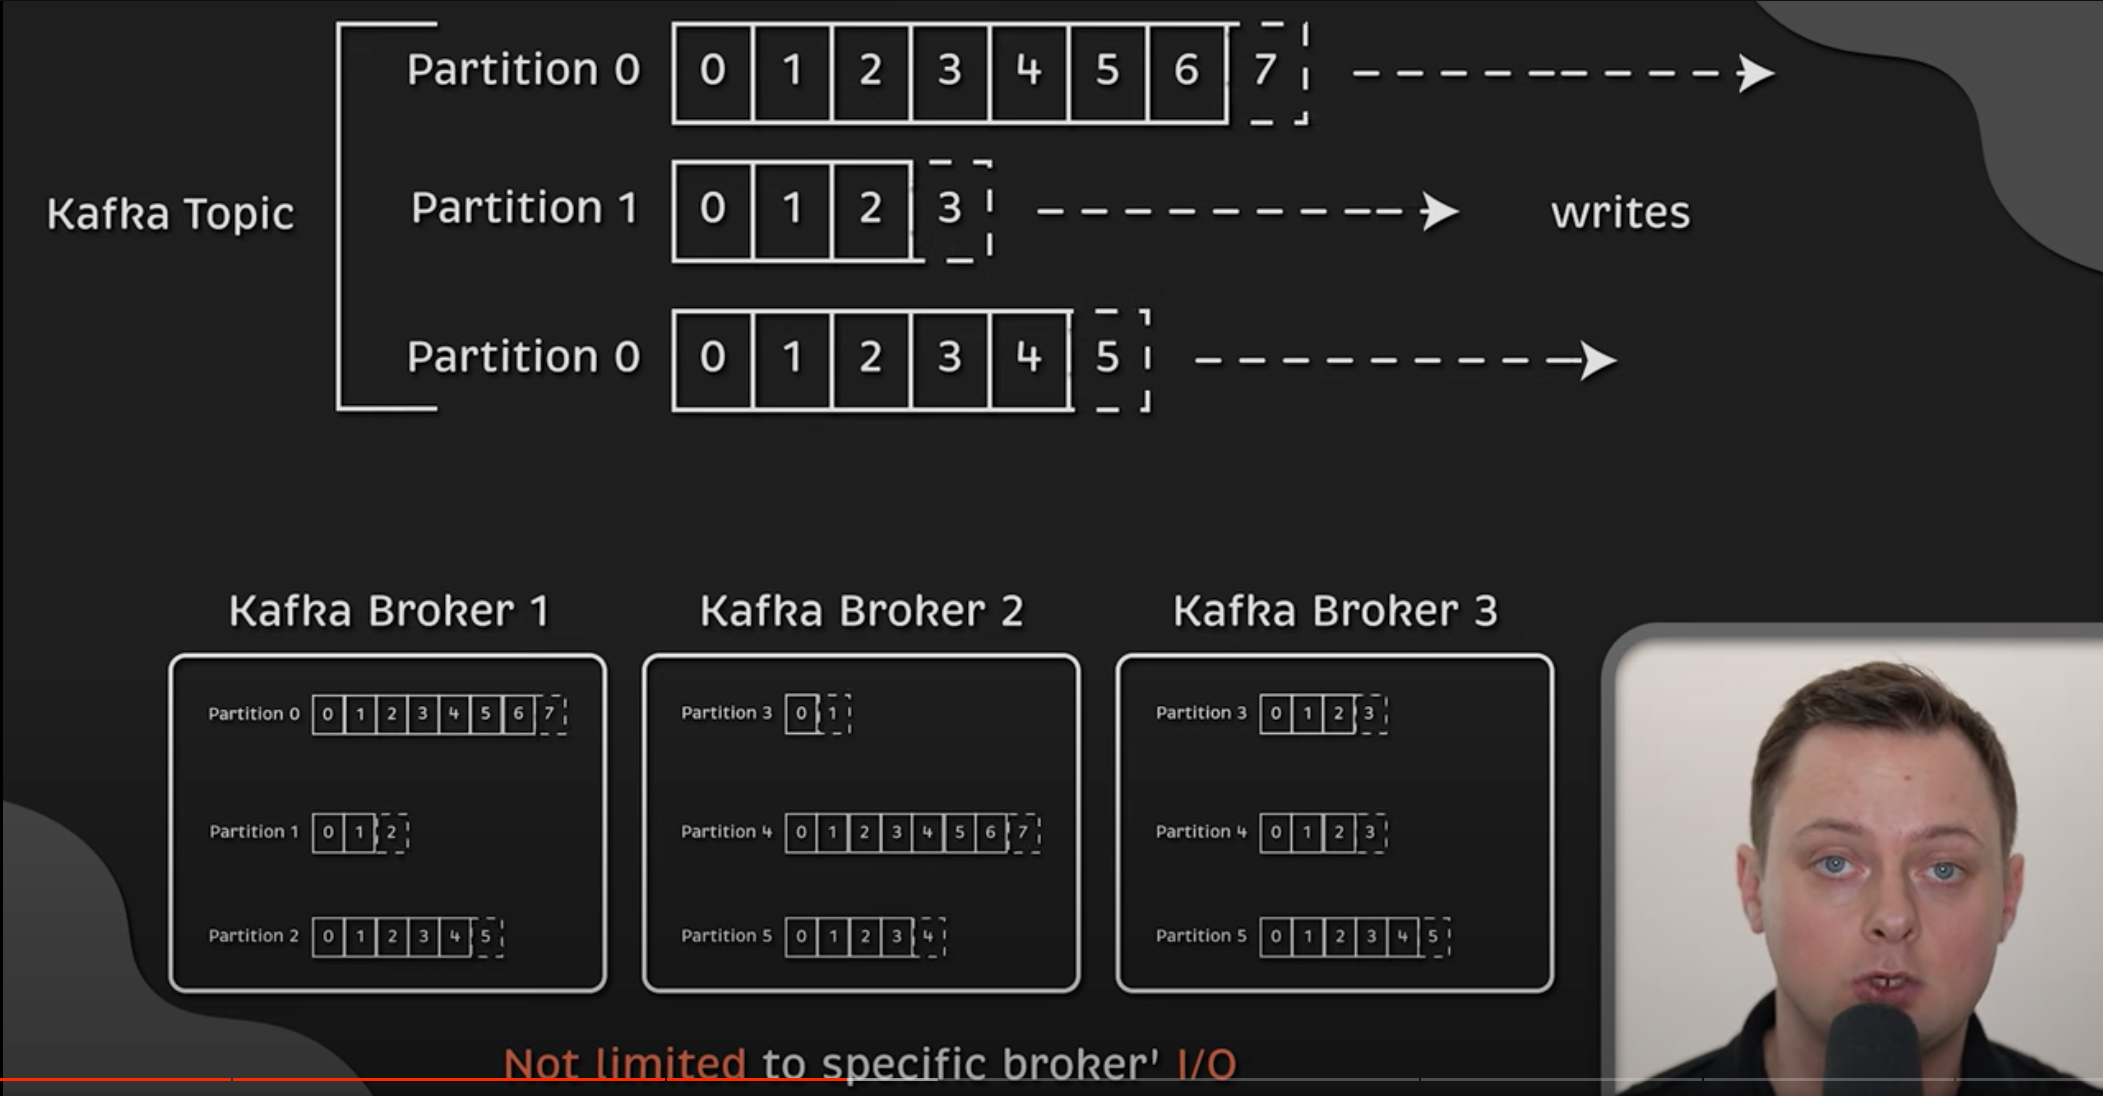 Partition 0 0 1 2 3 4 5 6 7
Kafka Topic
Partition 1 0 1 2 3
writes
Partition 0 0 1 2 3 4 5
Kafka Broker 1
Partition 0 0 1 2 3 4 5 6 7
Partition 1 0 1 2
Partition 2 0 1 2 3 4 5
Kafka Broker 2
Partition 3 0 1
Partition 4 0 1 2 3 4 5 6 7
Partition 5 0 1 2 3 4
Kafka Broker 3
Partition 3 0 1 2 3
Partition 4 0 1 2 3
Partition 5 0 1 2 3 4 5
Not limited to specific broker' I/O